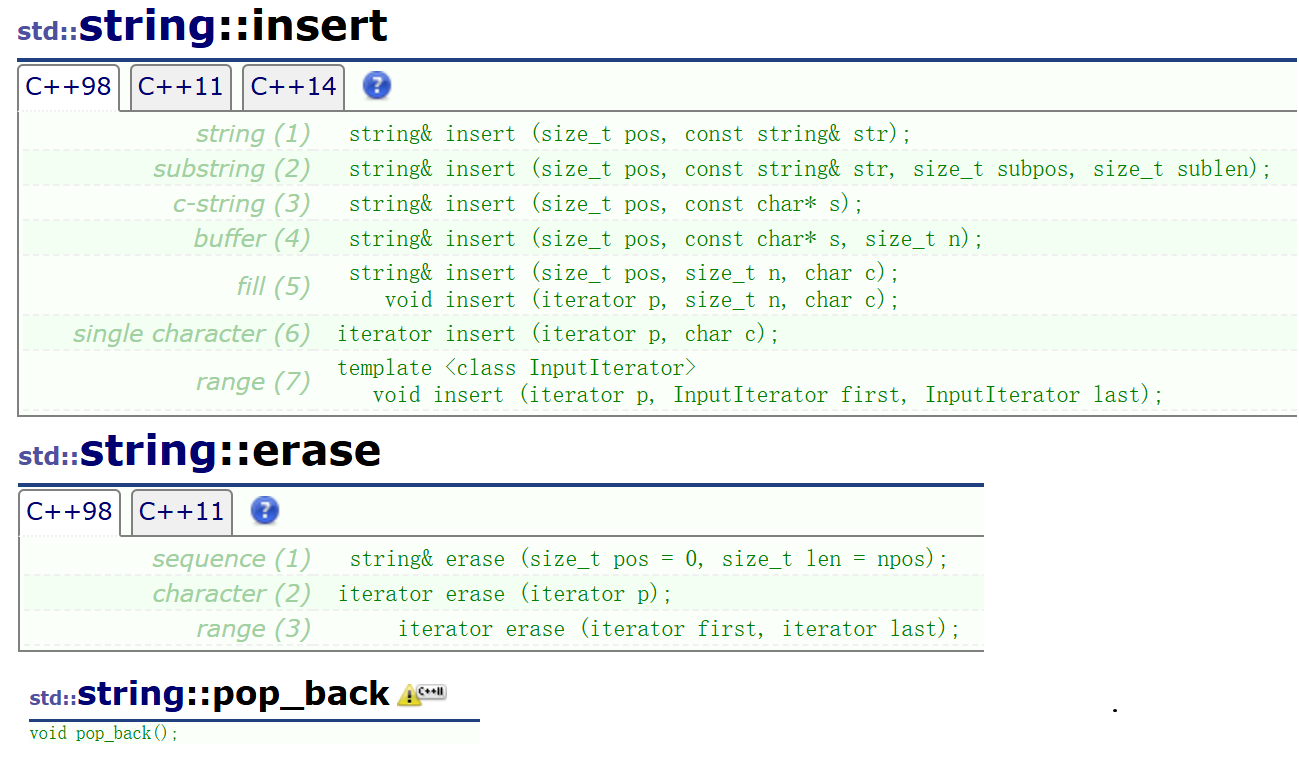 std::string::insert
C++98 C++11 C++14 ?
string (1) string& insert (size_t pos, const string& str);
substring (2) string& insert (size_t pos, const string& str, size_t subpos, size_t sublen);
c-string (3) string& insert (size_t pos, const char* s);
buffer (4) string& insert (size_t pos, const char* s, size_t n);
fill (5) string& insert (size_t pos, size_t n, char c);
void insert (iterator p, size_t n, char c);
single character (6) iterator insert (iterator p, char c);
range (7) template <class InputIterator>
void insert (iterator p, InputIterator first, InputIterator last);
std::string::erase
C++98 C++11 ?
sequence (1) string& erase (size_t pos = 0, size_t len = npos);
character (2) iterator erase (iterator p);
range (3) iterator erase (iterator first, iterator last);
std::string::pop_back ! C++11
void pop_back();
.